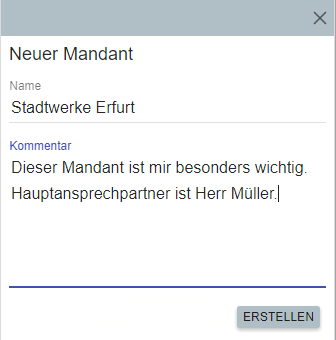 Neuer Mandant
Name
Stadtwerke Erfurt
Kommentar
Dieser Mandant ist mir besonders wichtig.
Hauptansprechpartner ist Herr Müller.
ERSTELLEN